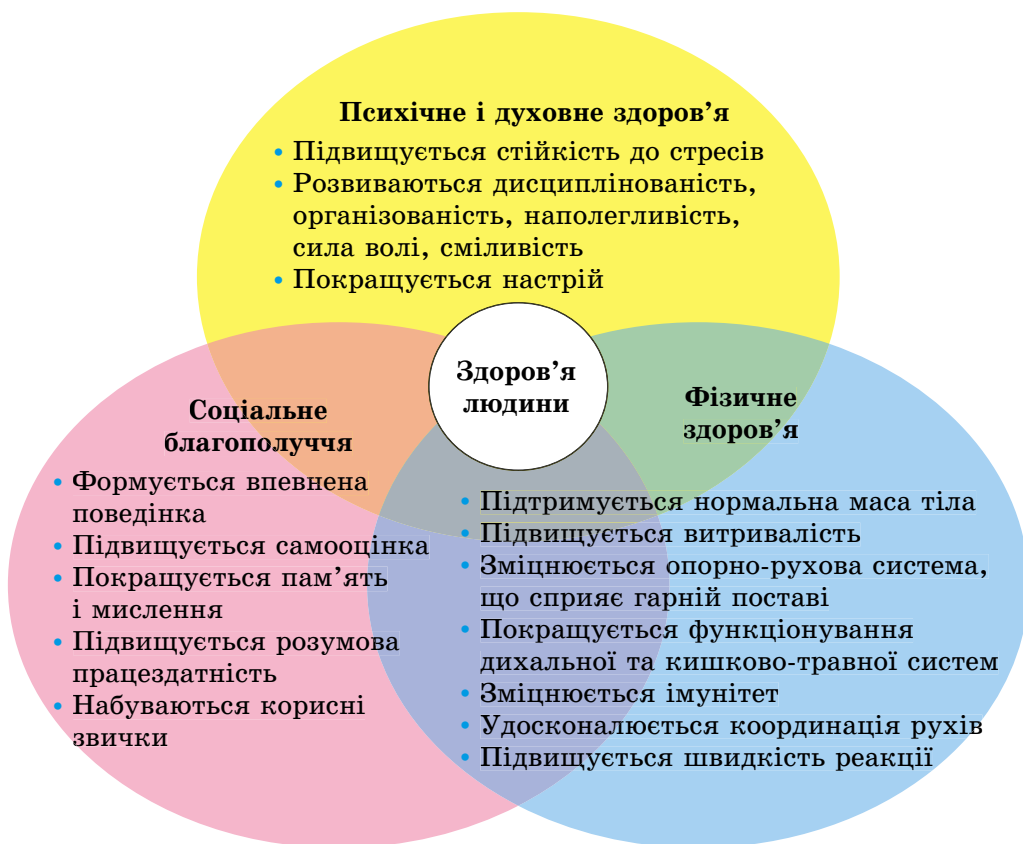 Психічне і духовне здоров’я
• Підвищується стійкість до стресів
• Розвиваються дисциплінованість,
організованість, наполегливість,
сила волі, сміливість
• Покращується настрій
Здоров’я
людини
Соціальне
благополуччя
• Формується впевнена
поведінка
• Підвищується самооцінка
• Покращується пам’ять
і мислення
• Підвищується розумова
працездатність
• Набуваються корисні
звички
Фізичне
здоров’я
• Підтримується нормальна маса тіла
• Підвищується витривалість
• Зміцнюється опорно-рухова система,
що сприяє гарній поставі
• Покращується функціонування
дихальної та кишково-травної систем
• Зміцнюється імунітет
• Удосконалюється координація рухів
• Підвищується швидкість реакції